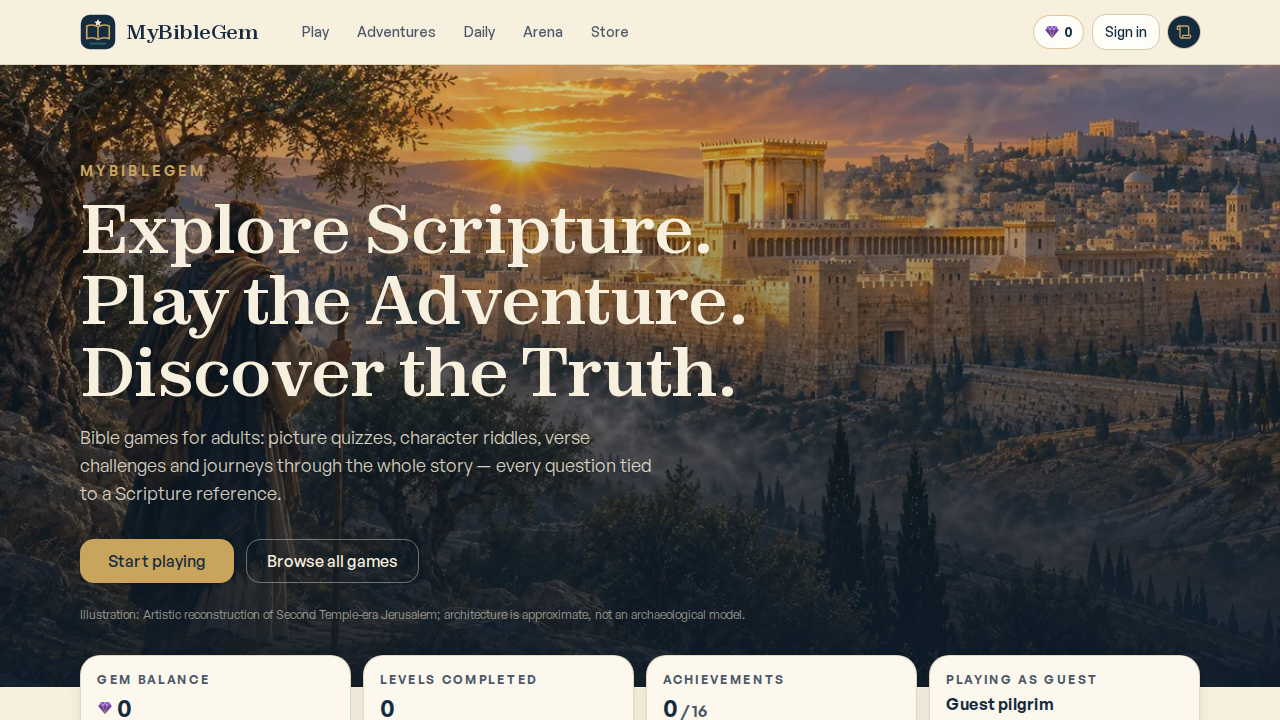 MyBibleGem
Play
Adventures
Daily
Arena
Store
0
Sign in
MYBIBLEGEM
Explore Scripture.
Play the Adventure.
Discover the Truth.
Bible games for adults: picture quizzes, character riddles, verse
challenges and journeys through the whole story — every question tied
to a Scripture reference.
Start playing
Browse all games
Illustration: Artistic reconstruction of Second Temple-era Jerusalem; architecture is approximate, not an archaeological model.
GEM BALANCE
0
LEVELS COMPLETED
0
ACHIEVEMENTS
0/16
PLAYING AS GUEST
Guest pilgrim